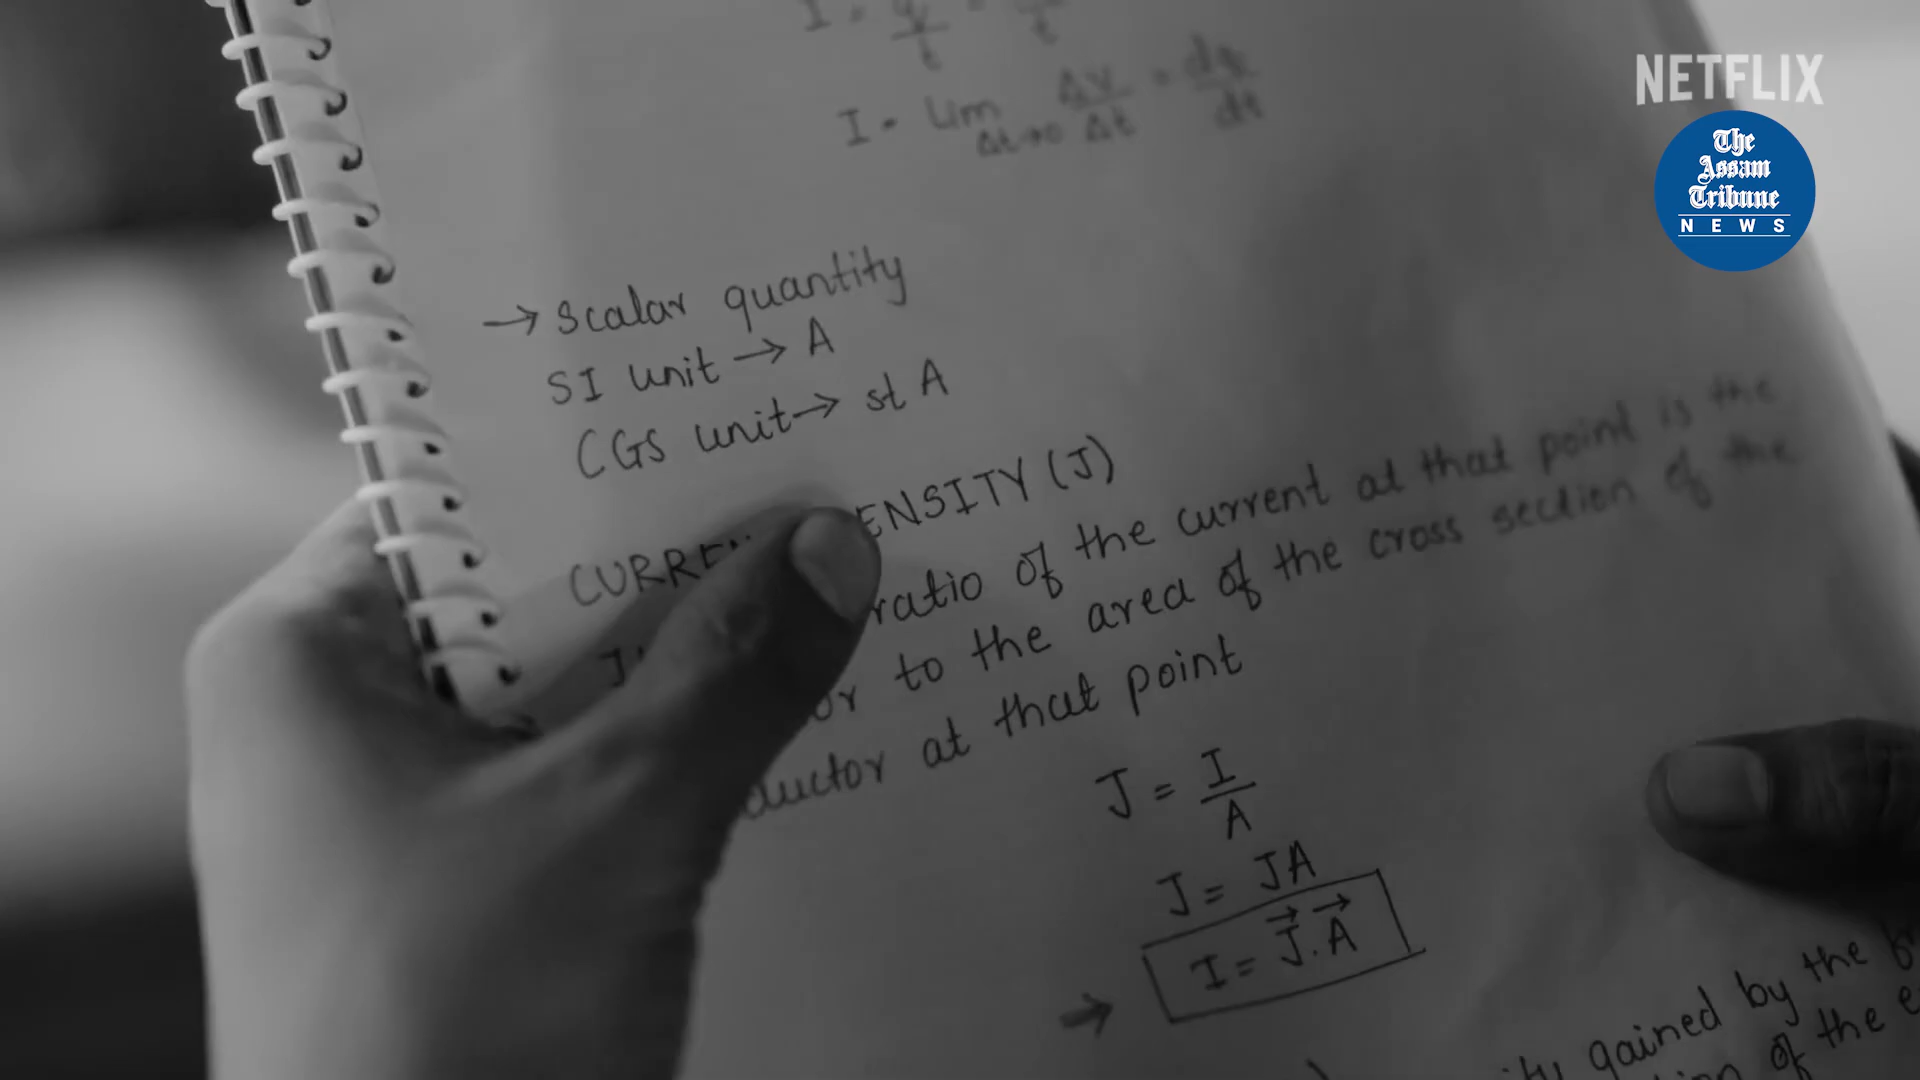 NETFLIX
The
Assam
Tribune
NEWS
I = q/t =
I = lim Δt→0 Δq/Δt = dq/dt
→ scalar quantity
SI unit → A
CGS unit → st A
ENSITY (J)
ratio of the current at that point is the
to the area of the cross section of the
at that point
J = I/A
J = JA
→ I = J⃗.A⃗
gained by the
of the